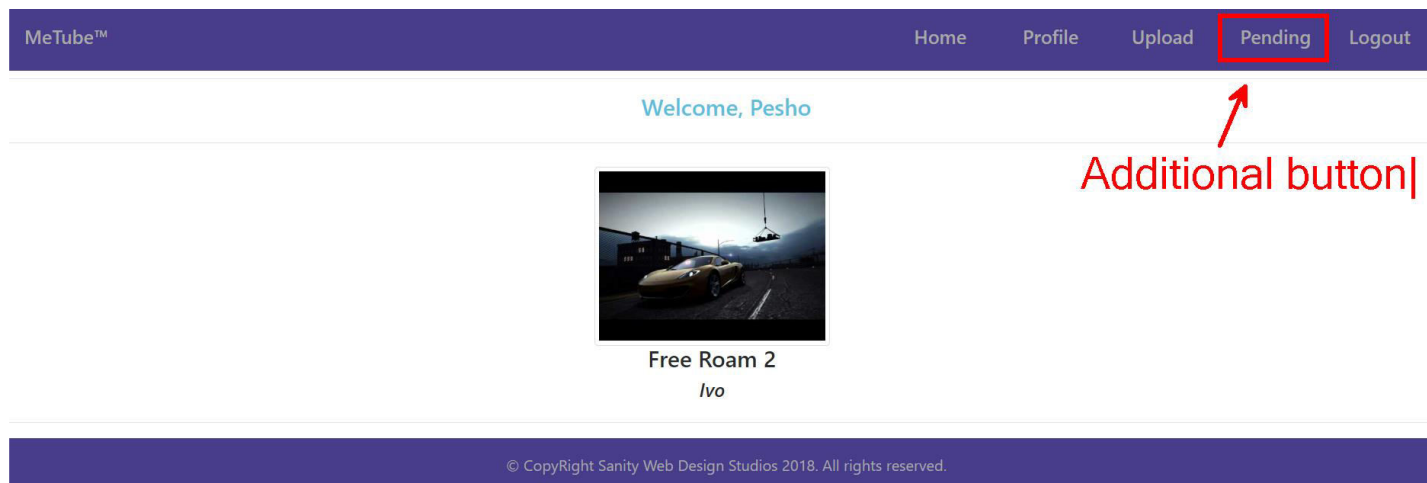 MeTube™ Home Profile Upload Pending Logout
Welcome, Pesho
Additional button
Free Roam 2
Ivo
© CopyRight Sanity Web Design Studios 2018. All rights reserved.